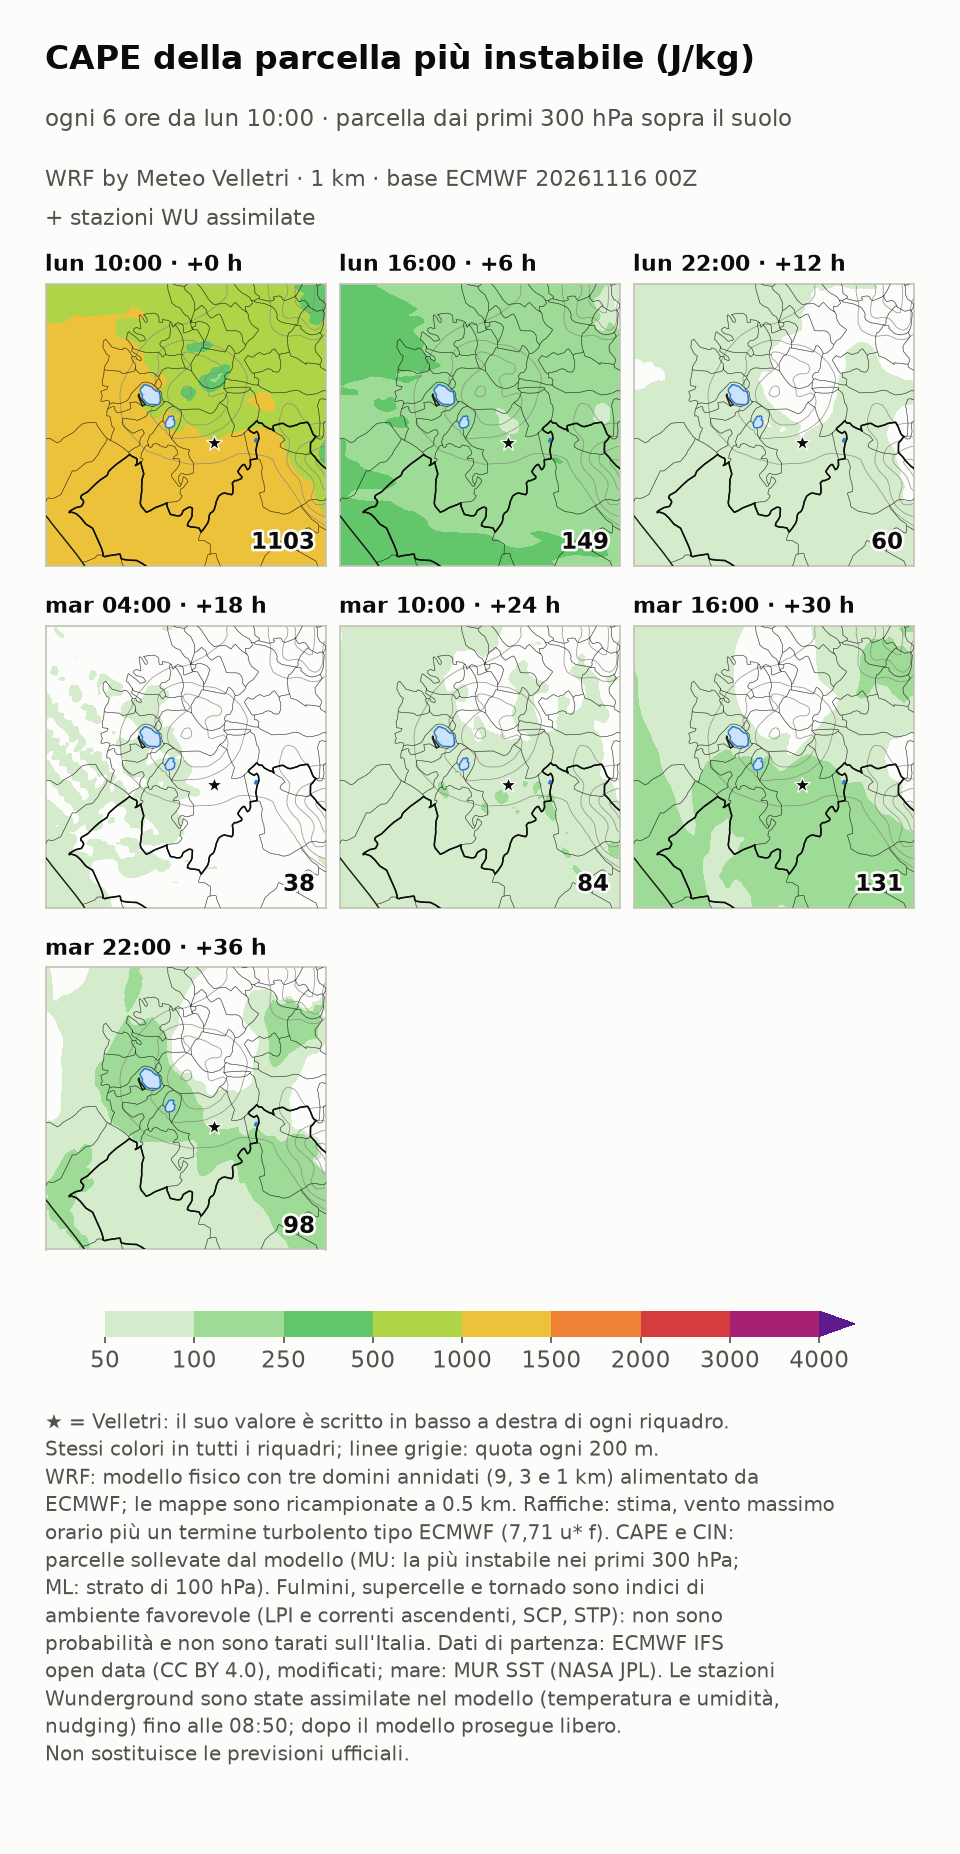 CAPE della parcella più instabile (J/kg)
ogni 6 ore da lun 10:00 · parcella dai primi 300 hPa sopra il suolo
WRF by Meteo Velletri · 1 km · base ECMWF 20261116 00Z
+ stazioni WU assimilate
lun 10:00 · +0 h
lun 16:00 · +6 h
lun 22:00 · +12 h
1103
149
60
mar 04:00 · +18 h
mar 10:00 · +24 h
mar 16:00 · +30 h
38
84
131
mar 22:00 · +36 h
98
50 100 250 500 1000 1500 2000 3000 4000
★ = Velletri: il suo valore è scritto in basso a destra di ogni riquadro.
Stessi colori in tutti i riquadri; linee grigie: quota ogni 200 m.
WRF: modello fisico con tre domini annidati (9, 3 e 1 km) alimentato da
ECMWF; le mappe sono ricampionate a 0.5 km. Raffiche: stima, vento massimo
orario più un termine turbolento tipo ECMWF (7,71 u* f). CAPE e CIN:
parcelle sollevate dal modello (MU: la più instabile nei primi 300 hPa;
ML: strato di 100 hPa). Fulmini, supercelle e tornado sono indici di
ambiente favorevole (LPI e correnti ascendenti, SCP, STP): non sono
probabilità e non sono tarati sull'Italia. Dati di partenza: ECMWF IFS
open data (CC BY 4.0), modificati; mare: MUR SST (NASA JPL). Le stazioni
Wunderground sono state assimilate nel modello (temperatura e umidità,
nudging) fino alle 08:50; dopo il modello prosegue libero.
Non sostituisce le previsioni ufficiali.